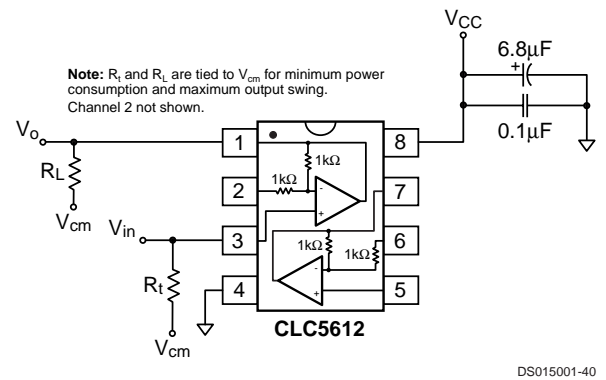 V_CC
6.8μF
+
0.1μF
Note: R_t and R_L are tied to V_cm for minimum power
consumption and maximum output swing.
Channel 2 not shown.
V_o
R_L
V_cm
V_in
R_t
V_cm
1
2
3
4
8
7
6
5
1kΩ
1kΩ
-
+
1kΩ
1kΩ
-
+
CLC5612
DS015001-40